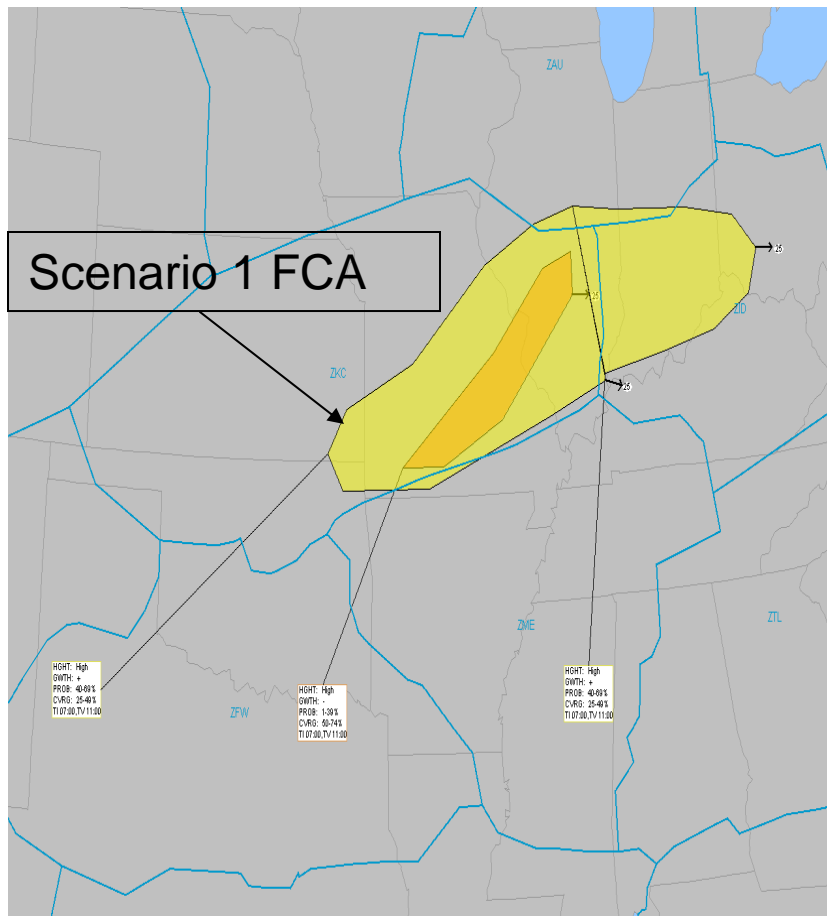 ZAU
Scenario 1 FCA
25
25
ZID
ZKC
25
ZME
ZTL
HGHT: High
GWTH: +
PROB: 40-69%
CVRG: 25-49%
TI 07:00,TV 11:00
HGHT: High
GWTH: -
PROB: 1-39%
CVRG: 50-74%
TI 07:00,TV 11:00
HGHT: High
GWTH: +
PROB: 40-69%
CVRG: 25-49%
TI 07:00,TV 11:00
ZFW